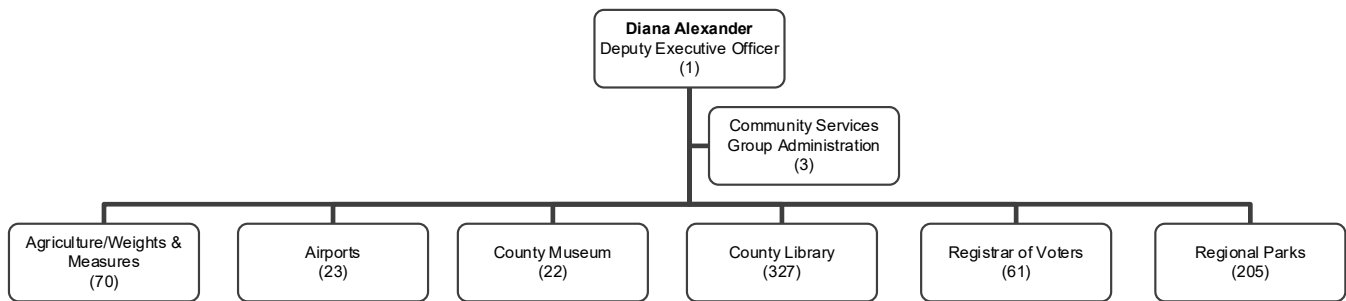 Diana Alexander
Deputy Executive Officer
(1)
Community Services
Group Administration
(3)
Agriculture/Weights &
Measures
(70)
Airports
(23)
County Museum
(22)
County Library
(327)
Registrar of Voters
(61)
Regional Parks
(205)